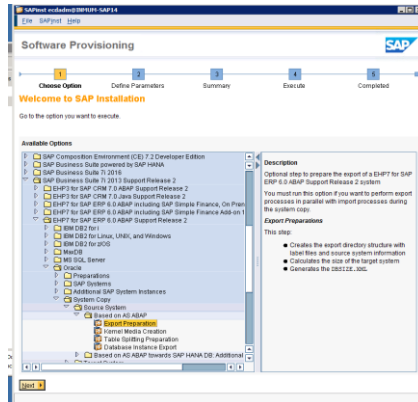 SAPinst ecdadm@INMUM-SAP14
File SAPinst Help
Software Provisioning
SAP
1 2 3 4 5
Choose Option Define Parameters Summary Execute Completed
Welcome to SAP Installation
Go to the option you want to execute.
Available Options
SAP Composition Environment (CE) 7.2 Developer Edition
SAP Business Suite powered by SAP HANA
SAP Business Suite 7i 2016
SAP Business Suite 7i 2013 Support Release 2
EHP3 for SAP CRM 7.0 ABAP Support Release 2
EHP3 for SAP CRM 7.0 Java Support Release 2
EHP7 for SAP ERP 6.0 ABAP including SAP Simple Finance, On Pren
EHP7 for SAP ERP 6.0 ABAP including SAP Simple Finance Add-on 1
EHP7 for SAP ERP 6.0 ABAP Support Release 2
IBM DB2 for i
IBM DB2 for Linux, UNIX, and Windows
IBM DB2 for z/OS
MaxDB
MS SQL Server
Oracle
Preparations
SAP Systems
Additional SAP System Instances
System Copy
Source System
Based on AS ABAP
Export Preparation
Kernel Media Creation
Table Splitting Preparation
Database Instance Export
Based on AS ABAP towards SAP HANA DB: Additional
Description
Optional step to prepare the export of a EHP7 for SAP
ERP 6.0 ABAP Support Release 2 system
You must run this option if you want to perform export
processes in parallel with import processes during
the system copy.
Export Preparations
This step:
Creates the export directory structure with
label files and source system information
Calculates the size of the target system
Generates the DBSIZE.XML
Next